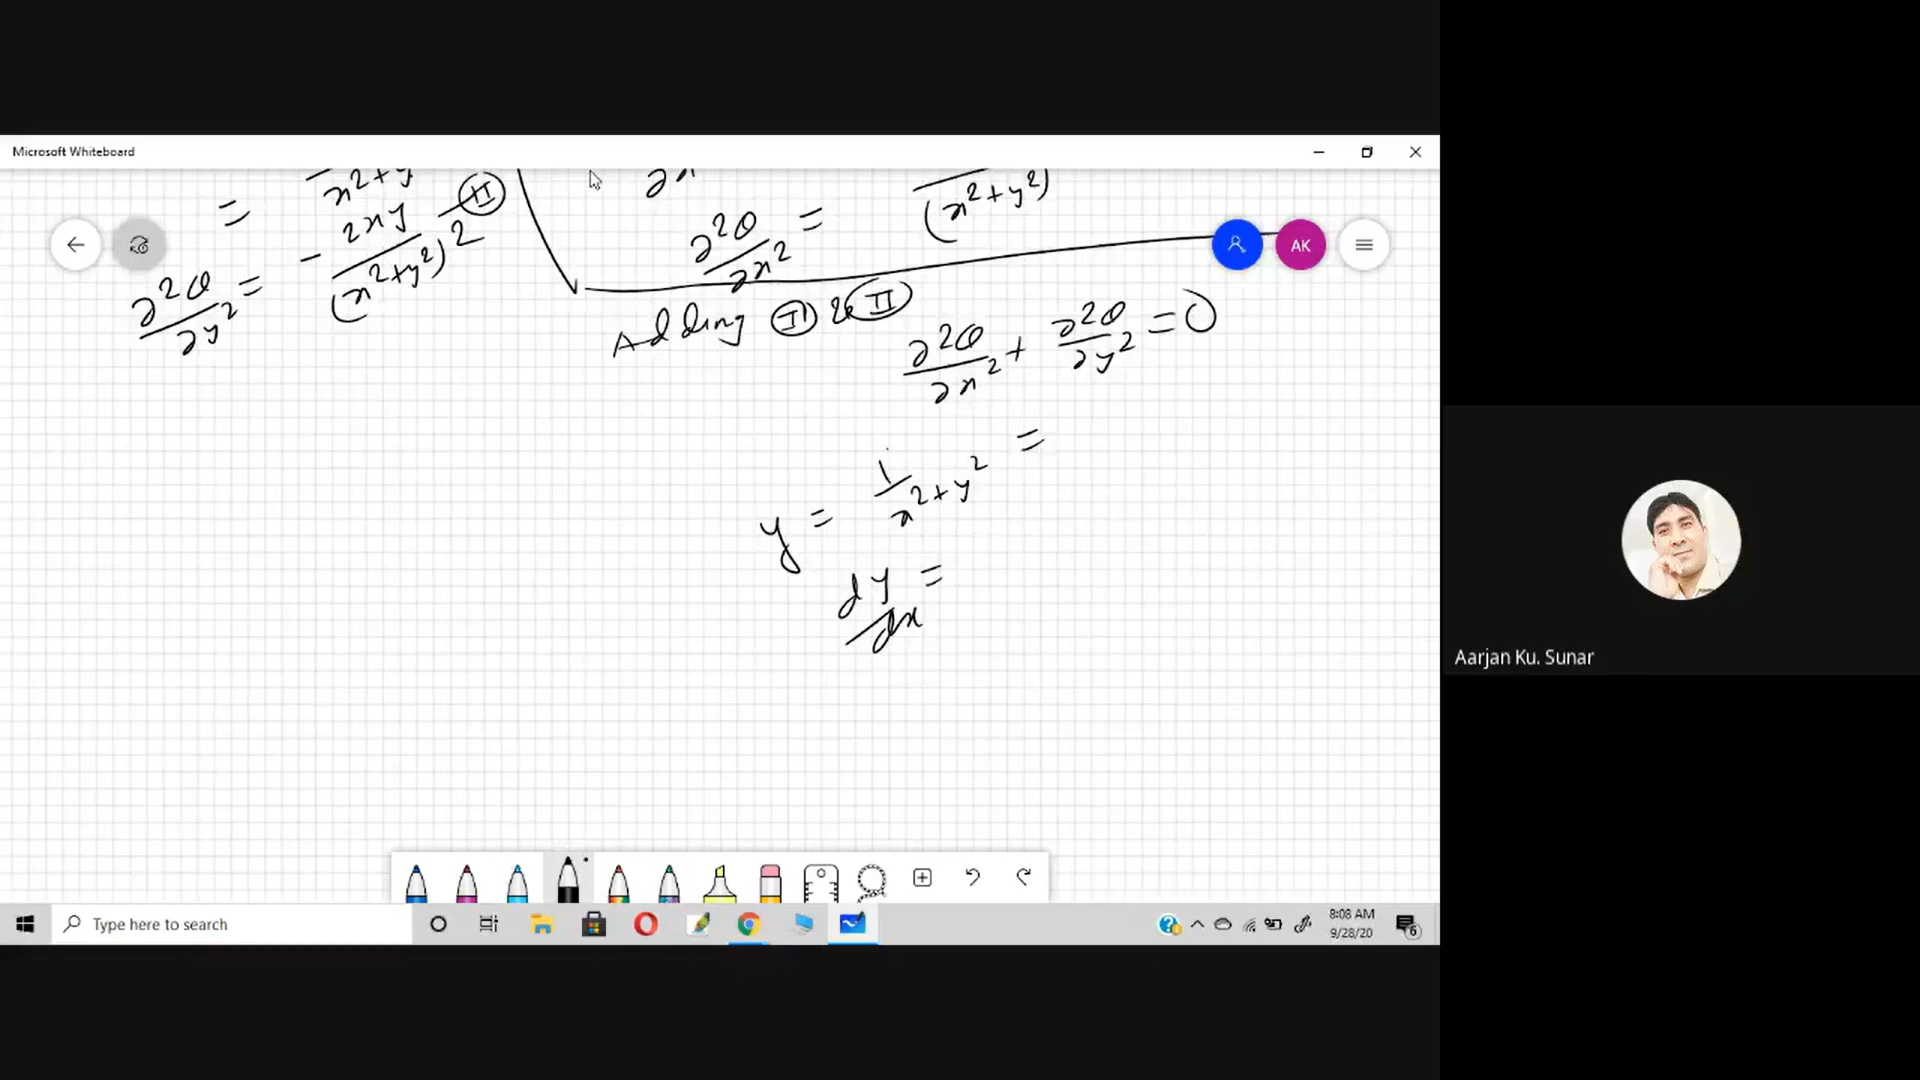 Microsoft Whiteboard
= x²+y
∂²θ/∂y² = - 2xy/(x²+y²)² - II
∂x
∂²θ/∂x² = (x²+y²)
AK
Adding I & II
∂²θ/∂x² + ∂²θ/∂y² = 0
y = 1/x²+y² =
dy/dx =
Aarjan Ku. Sunar
Type here to search
8:08 AM
9/28/20
6